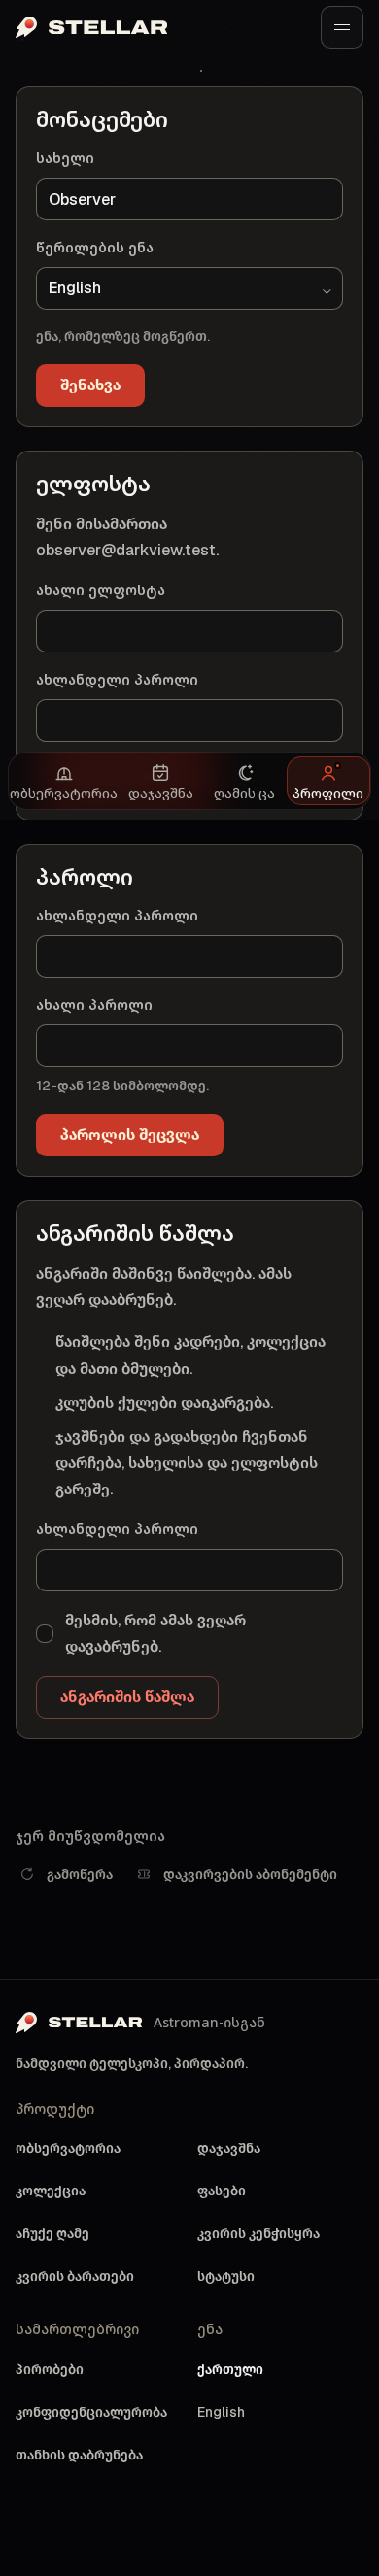 STELLAR
მონაცემები
სახელი
Observer
წერილების ენა
English
ენა, რომელზეც მოგწერთ.
შენახვა
ელფოსტა
შენი მისამართია
observer@darkview.test.
ახალი ელფოსტა
ახლანდელი პაროლი
ობსერვატორია დაჯავშნა ღამის ცა პროფილი
პაროლი
ახლანდელი პაროლი
ახალი პაროლი
12-დან 128 სიმბოლომდე.
პაროლის შეცვლა
ანგარიშის წაშლა
ანგარიში მაშინვე წაიშლება. ამას
ვეღარ დააბრუნებ.
წაიშლება შენი კადრები, კოლექცია
და მათი ბმულები.
კლუბის ქულები დაიკარგება.
ჯავშნები და გადახდები ჩვენთან
დარჩება, სახელისა და ელფოსტის
გარეშე.
ახლანდელი პაროლი
მესმის, რომ ამას ვეღარ
დავაბრუნებ.
ანგარიშის წაშლა
ჯერ მიუწვდომელია
გამოწერა დაკვირვების აბონემენტი
STELLAR Astroman-ისგან
ნამდვილი ტელესკოპი, პირდაპირ.
პროდუქტი
ობსერვატორია დაჯავშნა
კოლექცია ფასები
აჩუქე ღამე კვირის კენჭისყრა
კვირის ბარათები სტატუსი
სამართლებრივი ენა
პირობები ქართული
კონფიდენციალურობა English
თანხის დაბრუნება